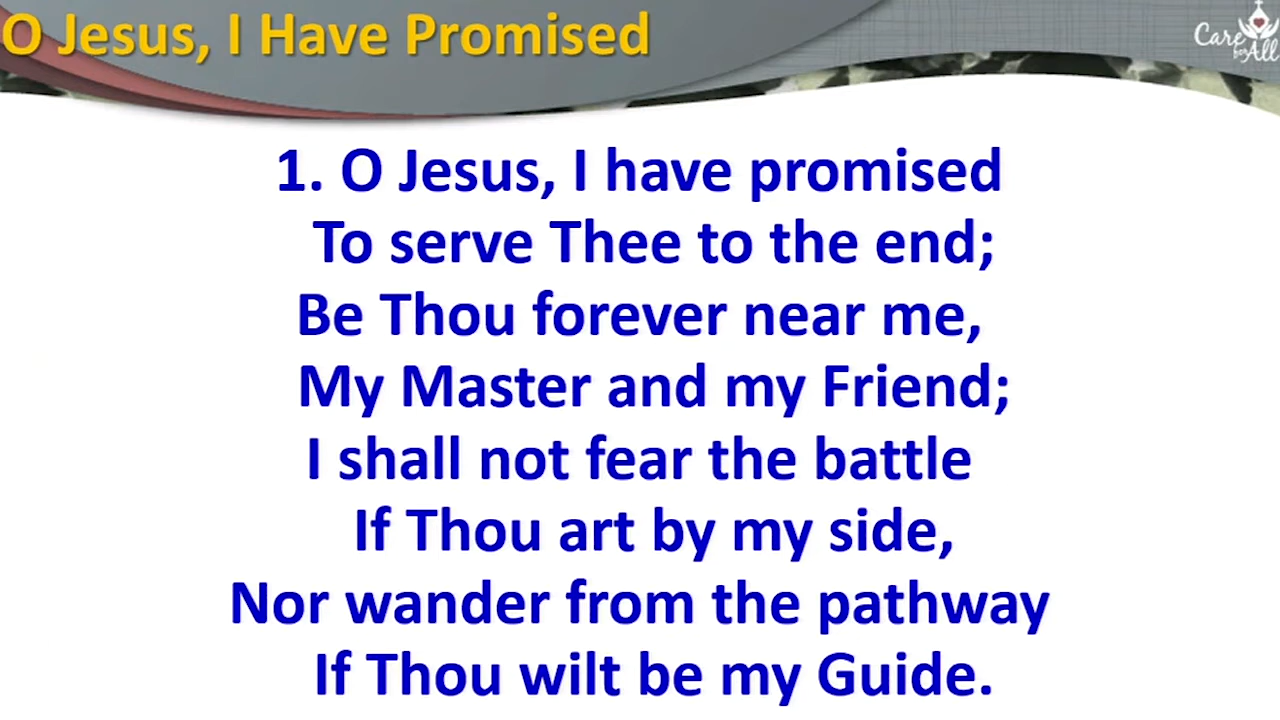 O Jesus, I Have Promised
Care
for All
1. O Jesus, I have promised
To serve Thee to the end;
Be Thou forever near me,
My Master and my Friend;
I shall not fear the battle
If Thou art by my side,
Nor wander from the pathway
If Thou wilt be my Guide.